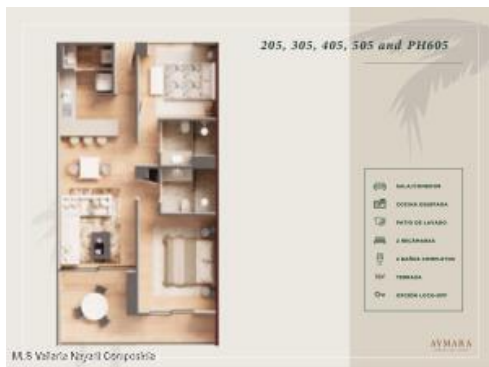 205, 305, 405, 505 and PH605
SALA/COMEDOR
COCINA EQUIPADA
PATIO DE LAVADO
2 RECÁMARAS
2 BAÑOS COMPLETOS
TERRAZA
OPCIÓN LOCK-OFF
AYMARA
MLS Vallarta Nayarit Compostela